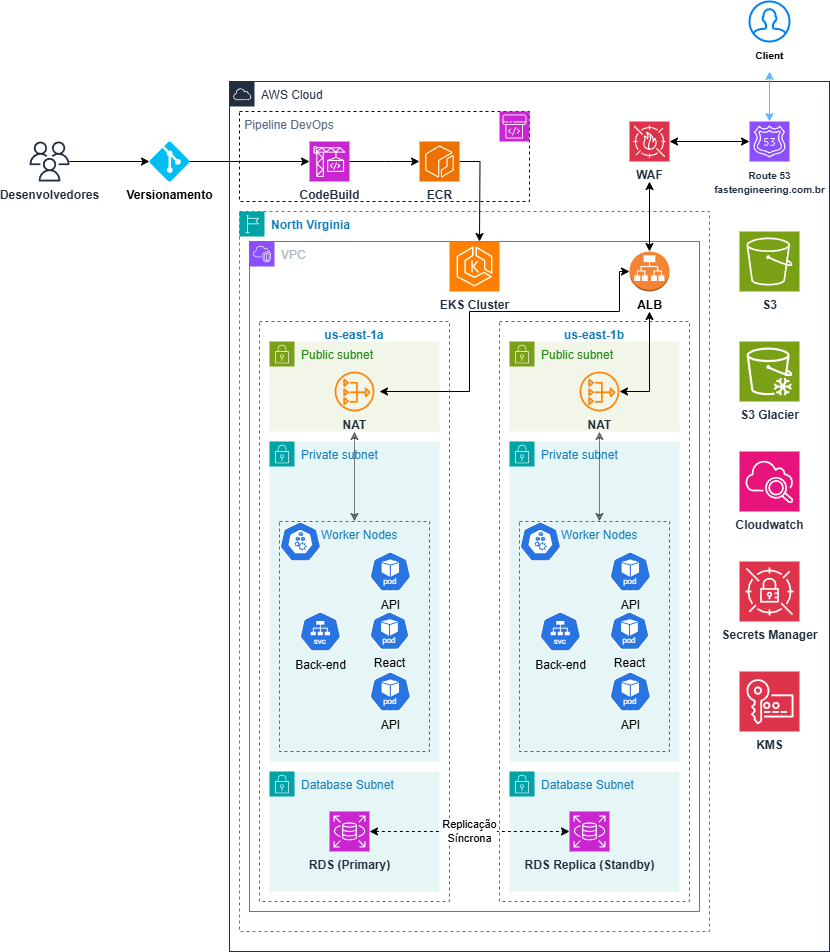 Client
AWS Cloud
Pipeline DevOps
Desenvolvedores
Versionamento
CodeBuild
ECR
WAF
53
Route 53
fastengineering.com.br
North Virginia
VPC
K
EKS Cluster
ALB
S3
us-east-1a
Public subnet
NAT
us-east-1b
Public subnet
NAT
S3 Glacier
Private subnet
Worker Nodes
pod
API
svc
Back-end
pod
React
pod
API
Private subnet
Worker Nodes
pod
API
svc
Back-end
pod
React
pod
API
Cloudwatch
Secrets Manager
KMS
Database Subnet
RDS (Primary)
Replicação
Síncrona
Database Subnet
RDS Replica (Standby)